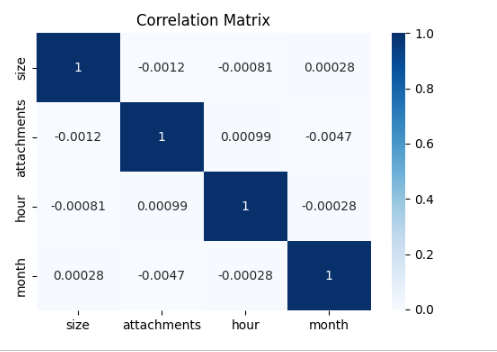 Correlation Matrix
size 1 -0.0012 -0.00081 0.00028
attachments -0.0012 1 0.00099 -0.0047
hour -0.00081 0.00099 1 -0.00028
month 0.00028 -0.0047 -0.00028 1
size attachments hour month
1.0
0.8
0.6
0.4
0.2
0.0